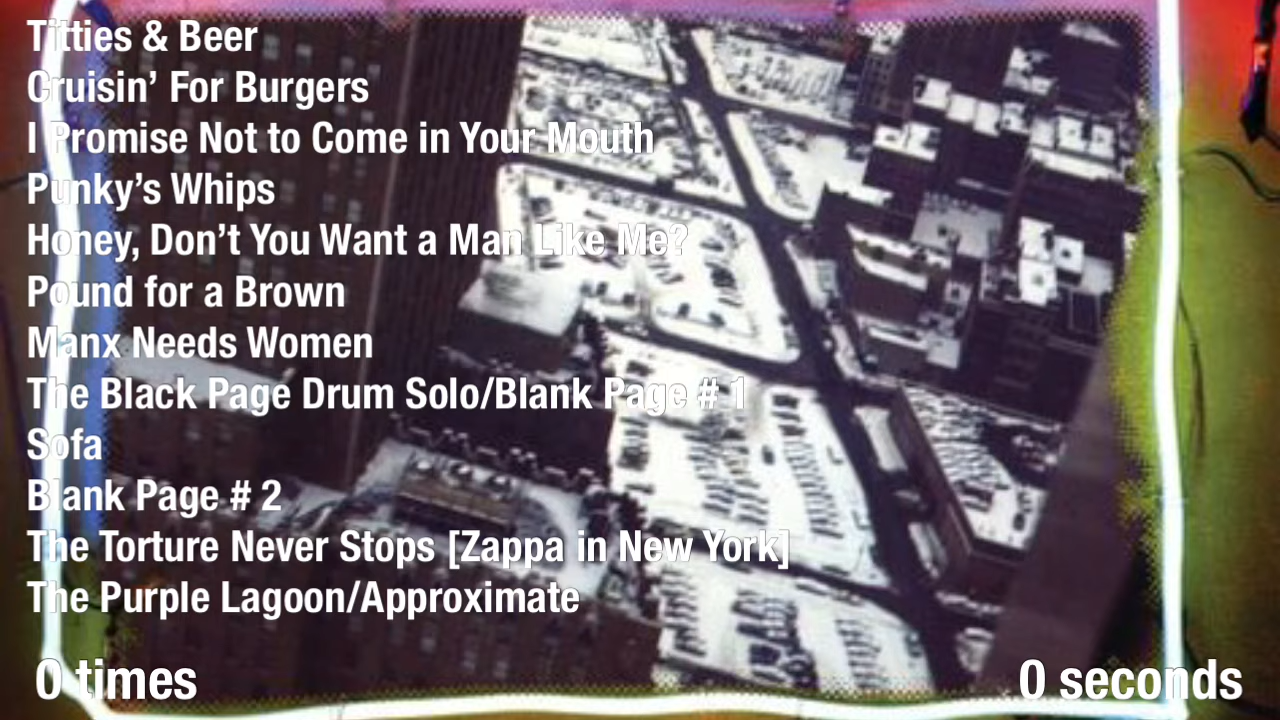 Titties & Beer
Cruisin’ For Burgers
I Promise Not to Come in Your Mouth
Punky’s Whips
Honey, Don’t You Want a Man Like Me?
Pound for a Brown
Manx Needs Women
The Black Page Drum Solo/Blank Page # 1
Sofa
Blank Page # 2
The Torture Never Stops [Zappa in New York]
The Purple Lagoon/Approximate
0 times
0 seconds